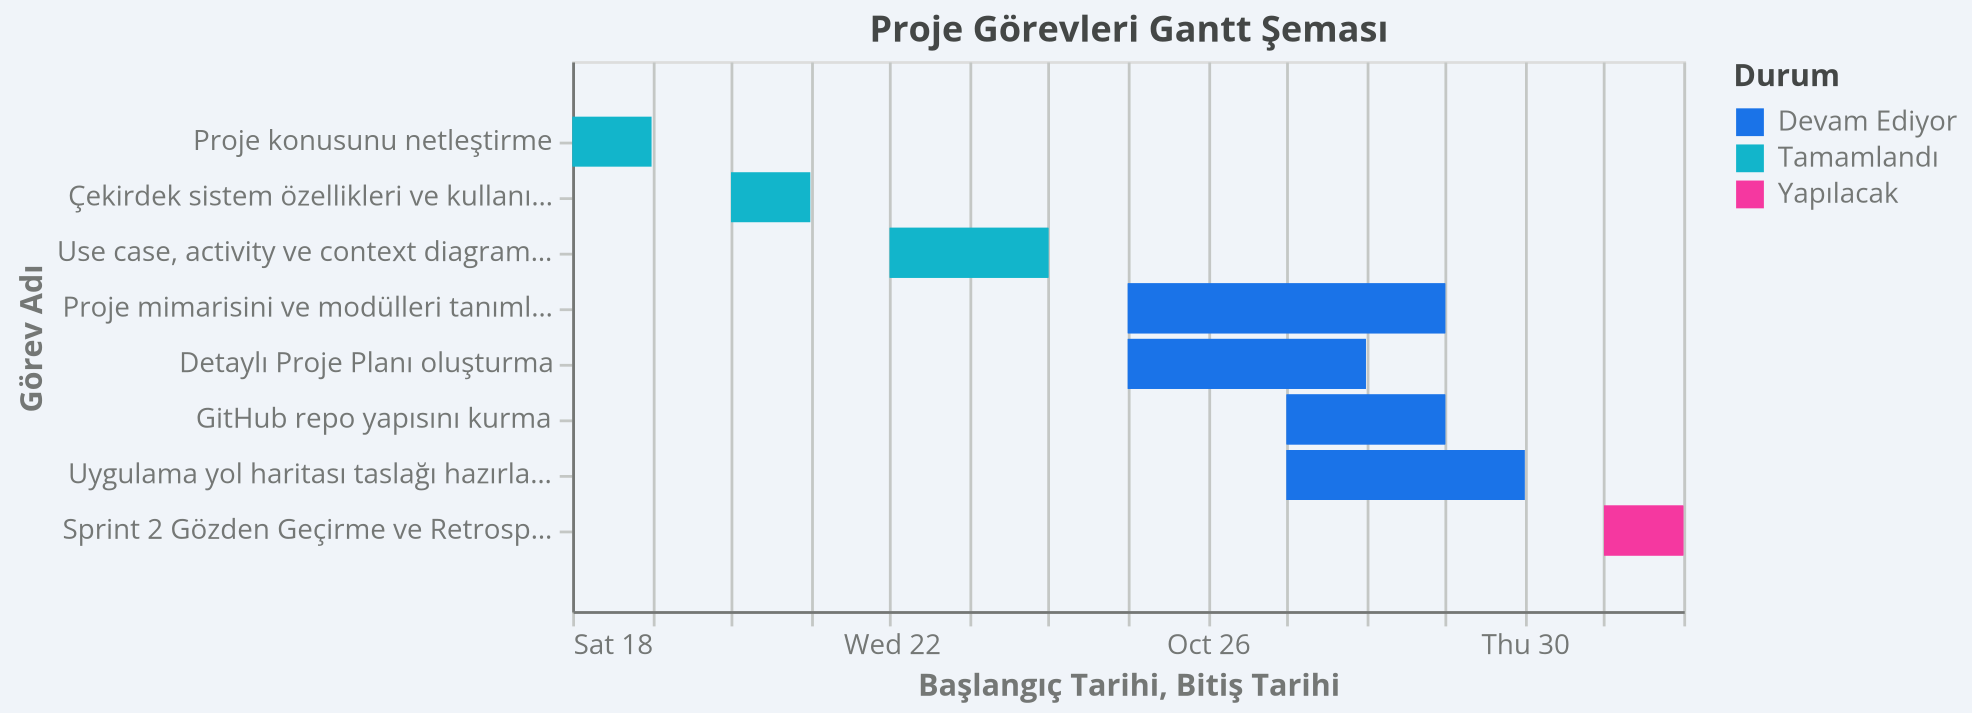 Proje Görevleri Gantt Şeması
Durum
Devam Ediyor
Tamamlandı
Yapılacak
Görev Adı
Proje konusunu netleştirme
Çekirdek sistem özellikleri ve kullanı...
Use case, activity ve context diagram...
Proje mimarisini ve modülleri tanıml...
Detaylı Proje Planı oluşturma
GitHub repo yapısını kurma
Uygulama yol haritası taslağı hazırla...
Sprint 2 Gözden Geçirme ve Retrosp...
Sat 18 Wed 22 Oct 26 Thu 30
Başlangıç Tarihi, Bitiş Tarihi